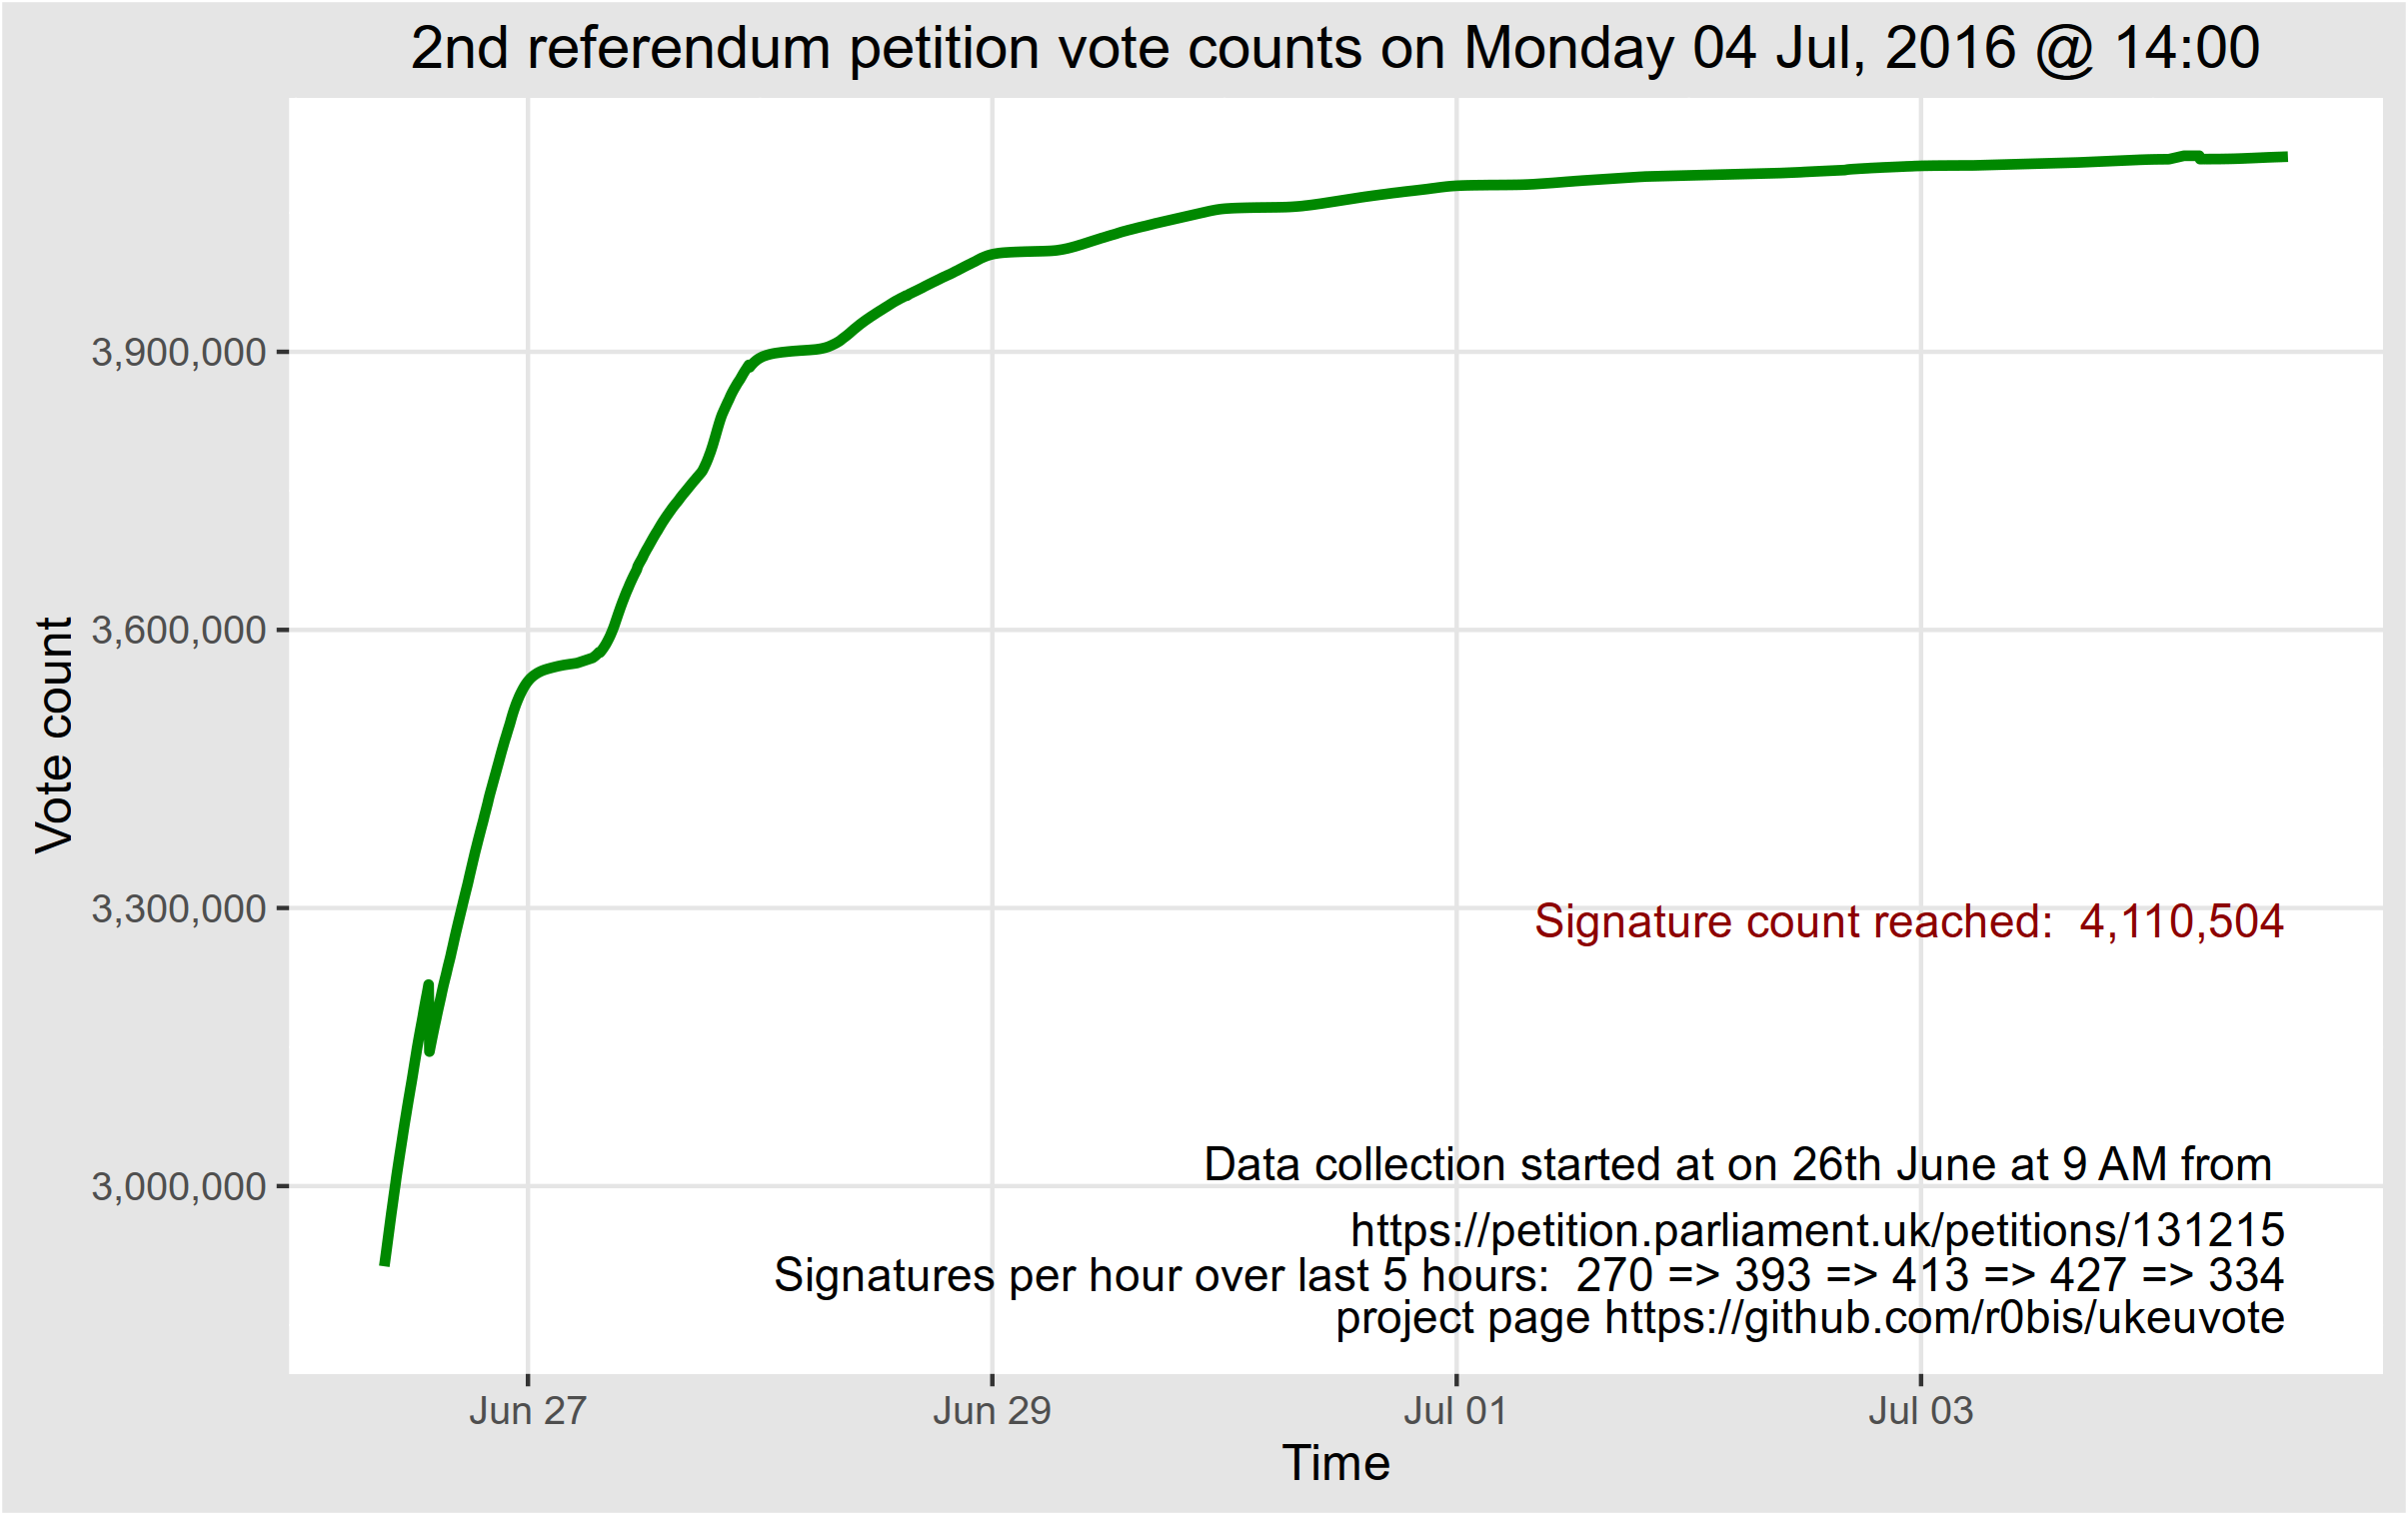 2nd referendum petition vote counts on Monday 04 Jul, 2016 @ 14:00
Vote count
3,900,000
3,600,000
3,300,000
3,000,000
Signature count reached:  4,110,504
Data collection started at on 26th June at 9 AM from
https://petition.parliament.uk/petitions/131215
Signatures per hour over last 5 hours:  270 => 393 => 413 => 427 => 334
project page https://github.com/r0bis/ukeuvote
Jun 27 Jun 29 Jul 01 Jul 03
Time